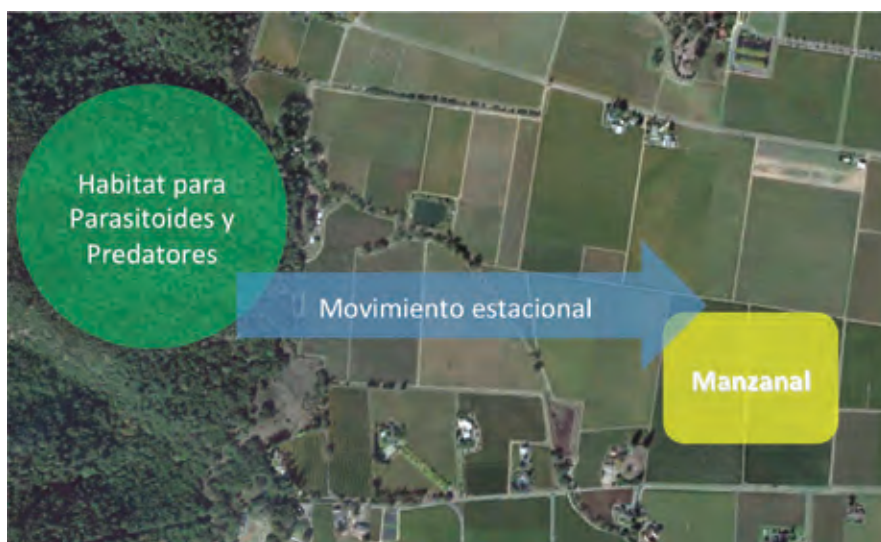 Habitat para
Parasitoides y
Predatores
Movimiento estacional
Manzanal